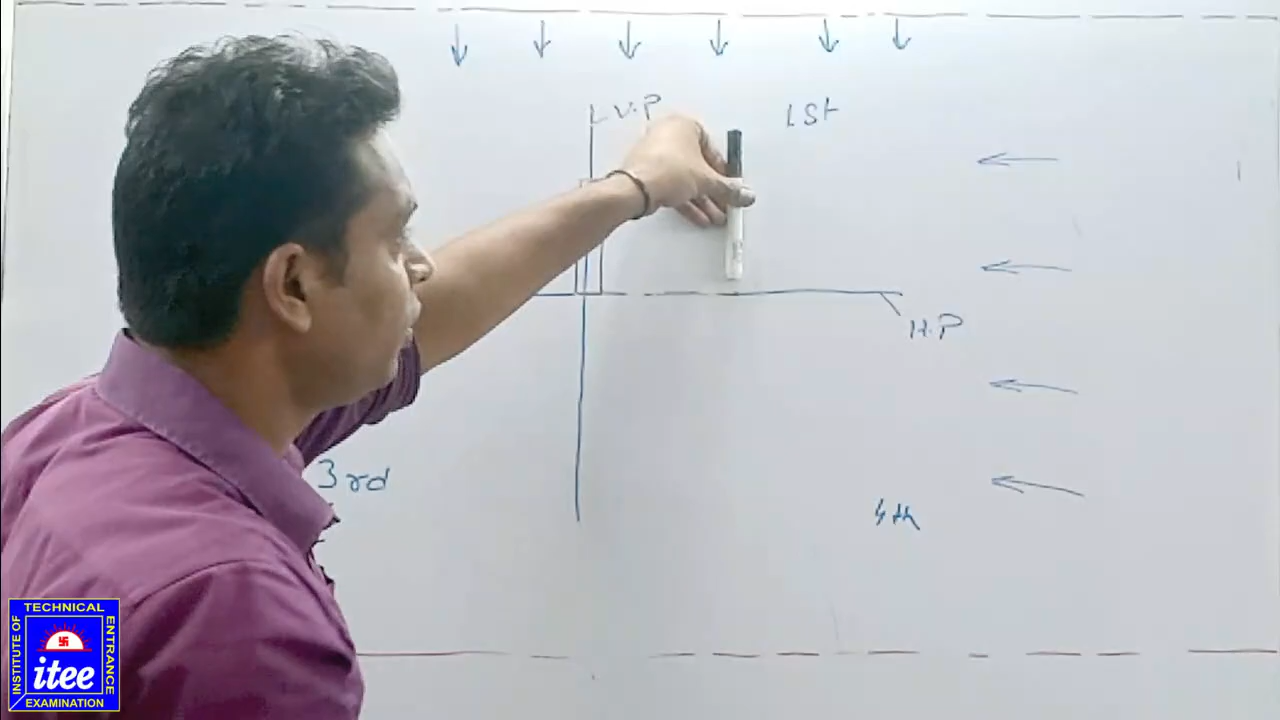 V.P
1St
H.P
3rd
4th
TECHNICAL
INSTITUTE OF
ENTRANCE
itee
EXAMINATION